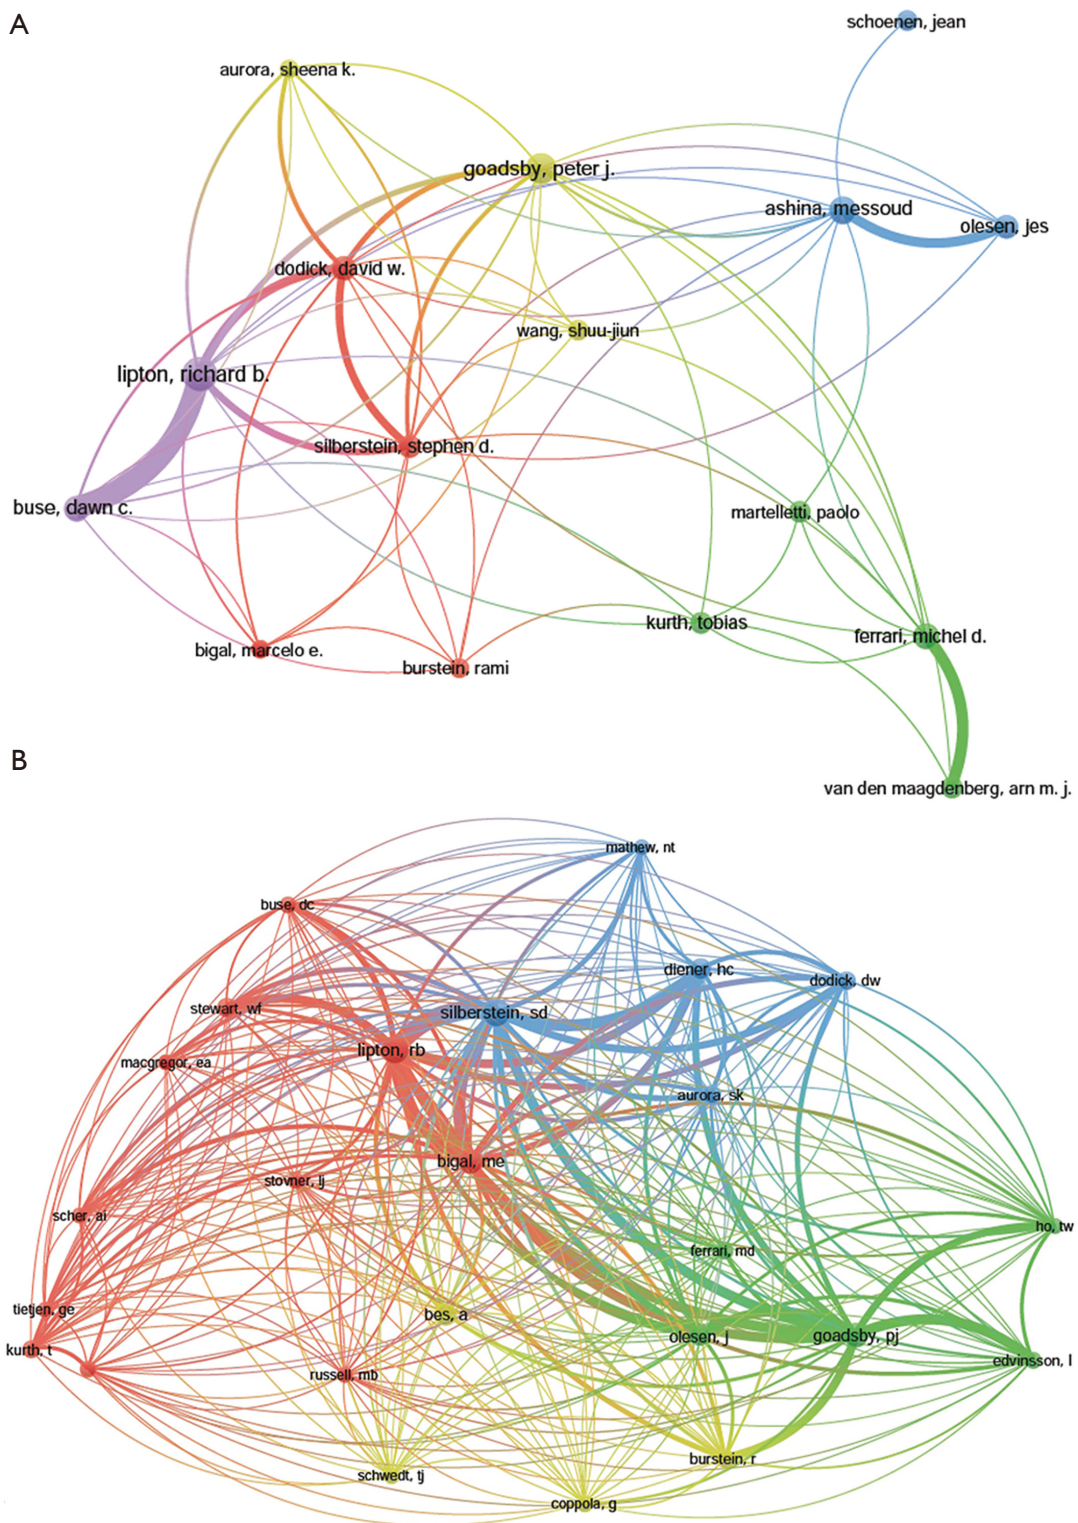 A
schoenen, jean
aurora, sheena k.
goadsby, peter j.
ashina, messoud
olesen, jes
dodick, david w.
wang, shuu-jiun
lipton, richard b.
silberstein, stephen d.
buse, dawn c.
martelletti, paolo
kurth, tobias
ferrari, michel d.
bigal, marcelo e.
burstein, rami
van den maagdenberg, arn m. j.
B
mathew, nt
buse, dc
diener, hc
dodick, dw
stewart, wf
silberstein, sd
lipton, rb
macgregor, ea
aurora, sk
bigal, me
stovner, lj
scher, ai
ho, tw
ferrari, md
tietjen, ge
bes, a
olesen, j
goadsby, pj
kurth, t
edvinsson, l
russell, mb
burstein, r
schwedt, tj
coppola, g